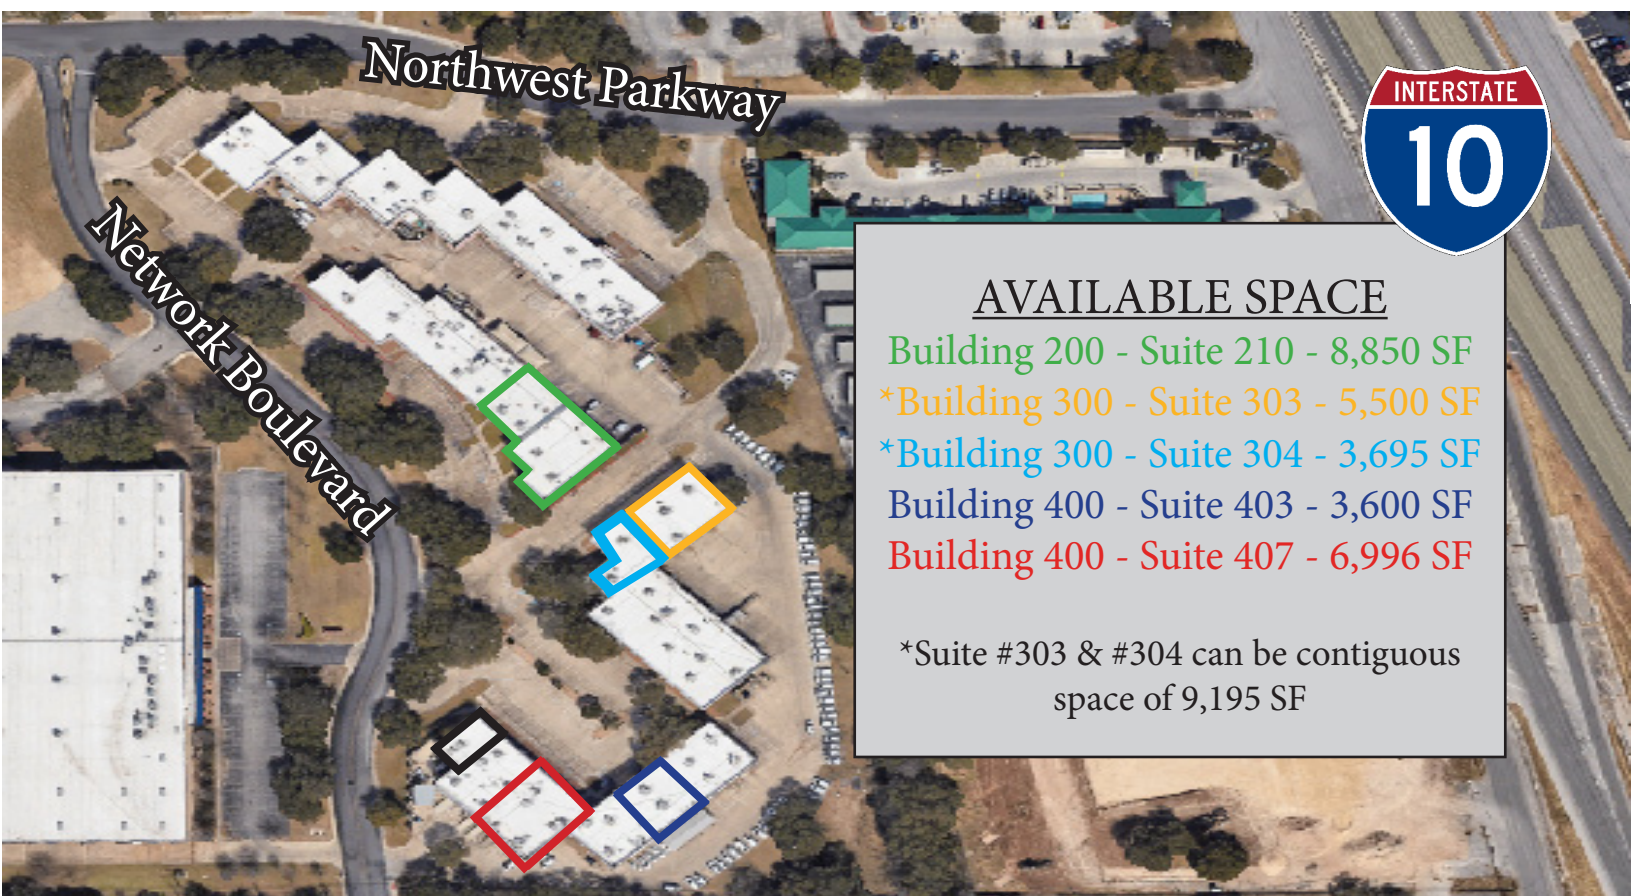 Northwest Parkway
INTERSTATE
10
Network Boulevard
AVAILABLE SPACE
Building 200 - Suite 210 - 8,850 SF
*Building 300 - Suite 303 - 5,500 SF
*Building 300 - Suite 304 - 3,695 SF
Building 400 - Suite 403 - 3,600 SF
Building 400 - Suite 407 - 6,996 SF
*Suite #303 & #304 can be contiguous
space of 9,195 SF